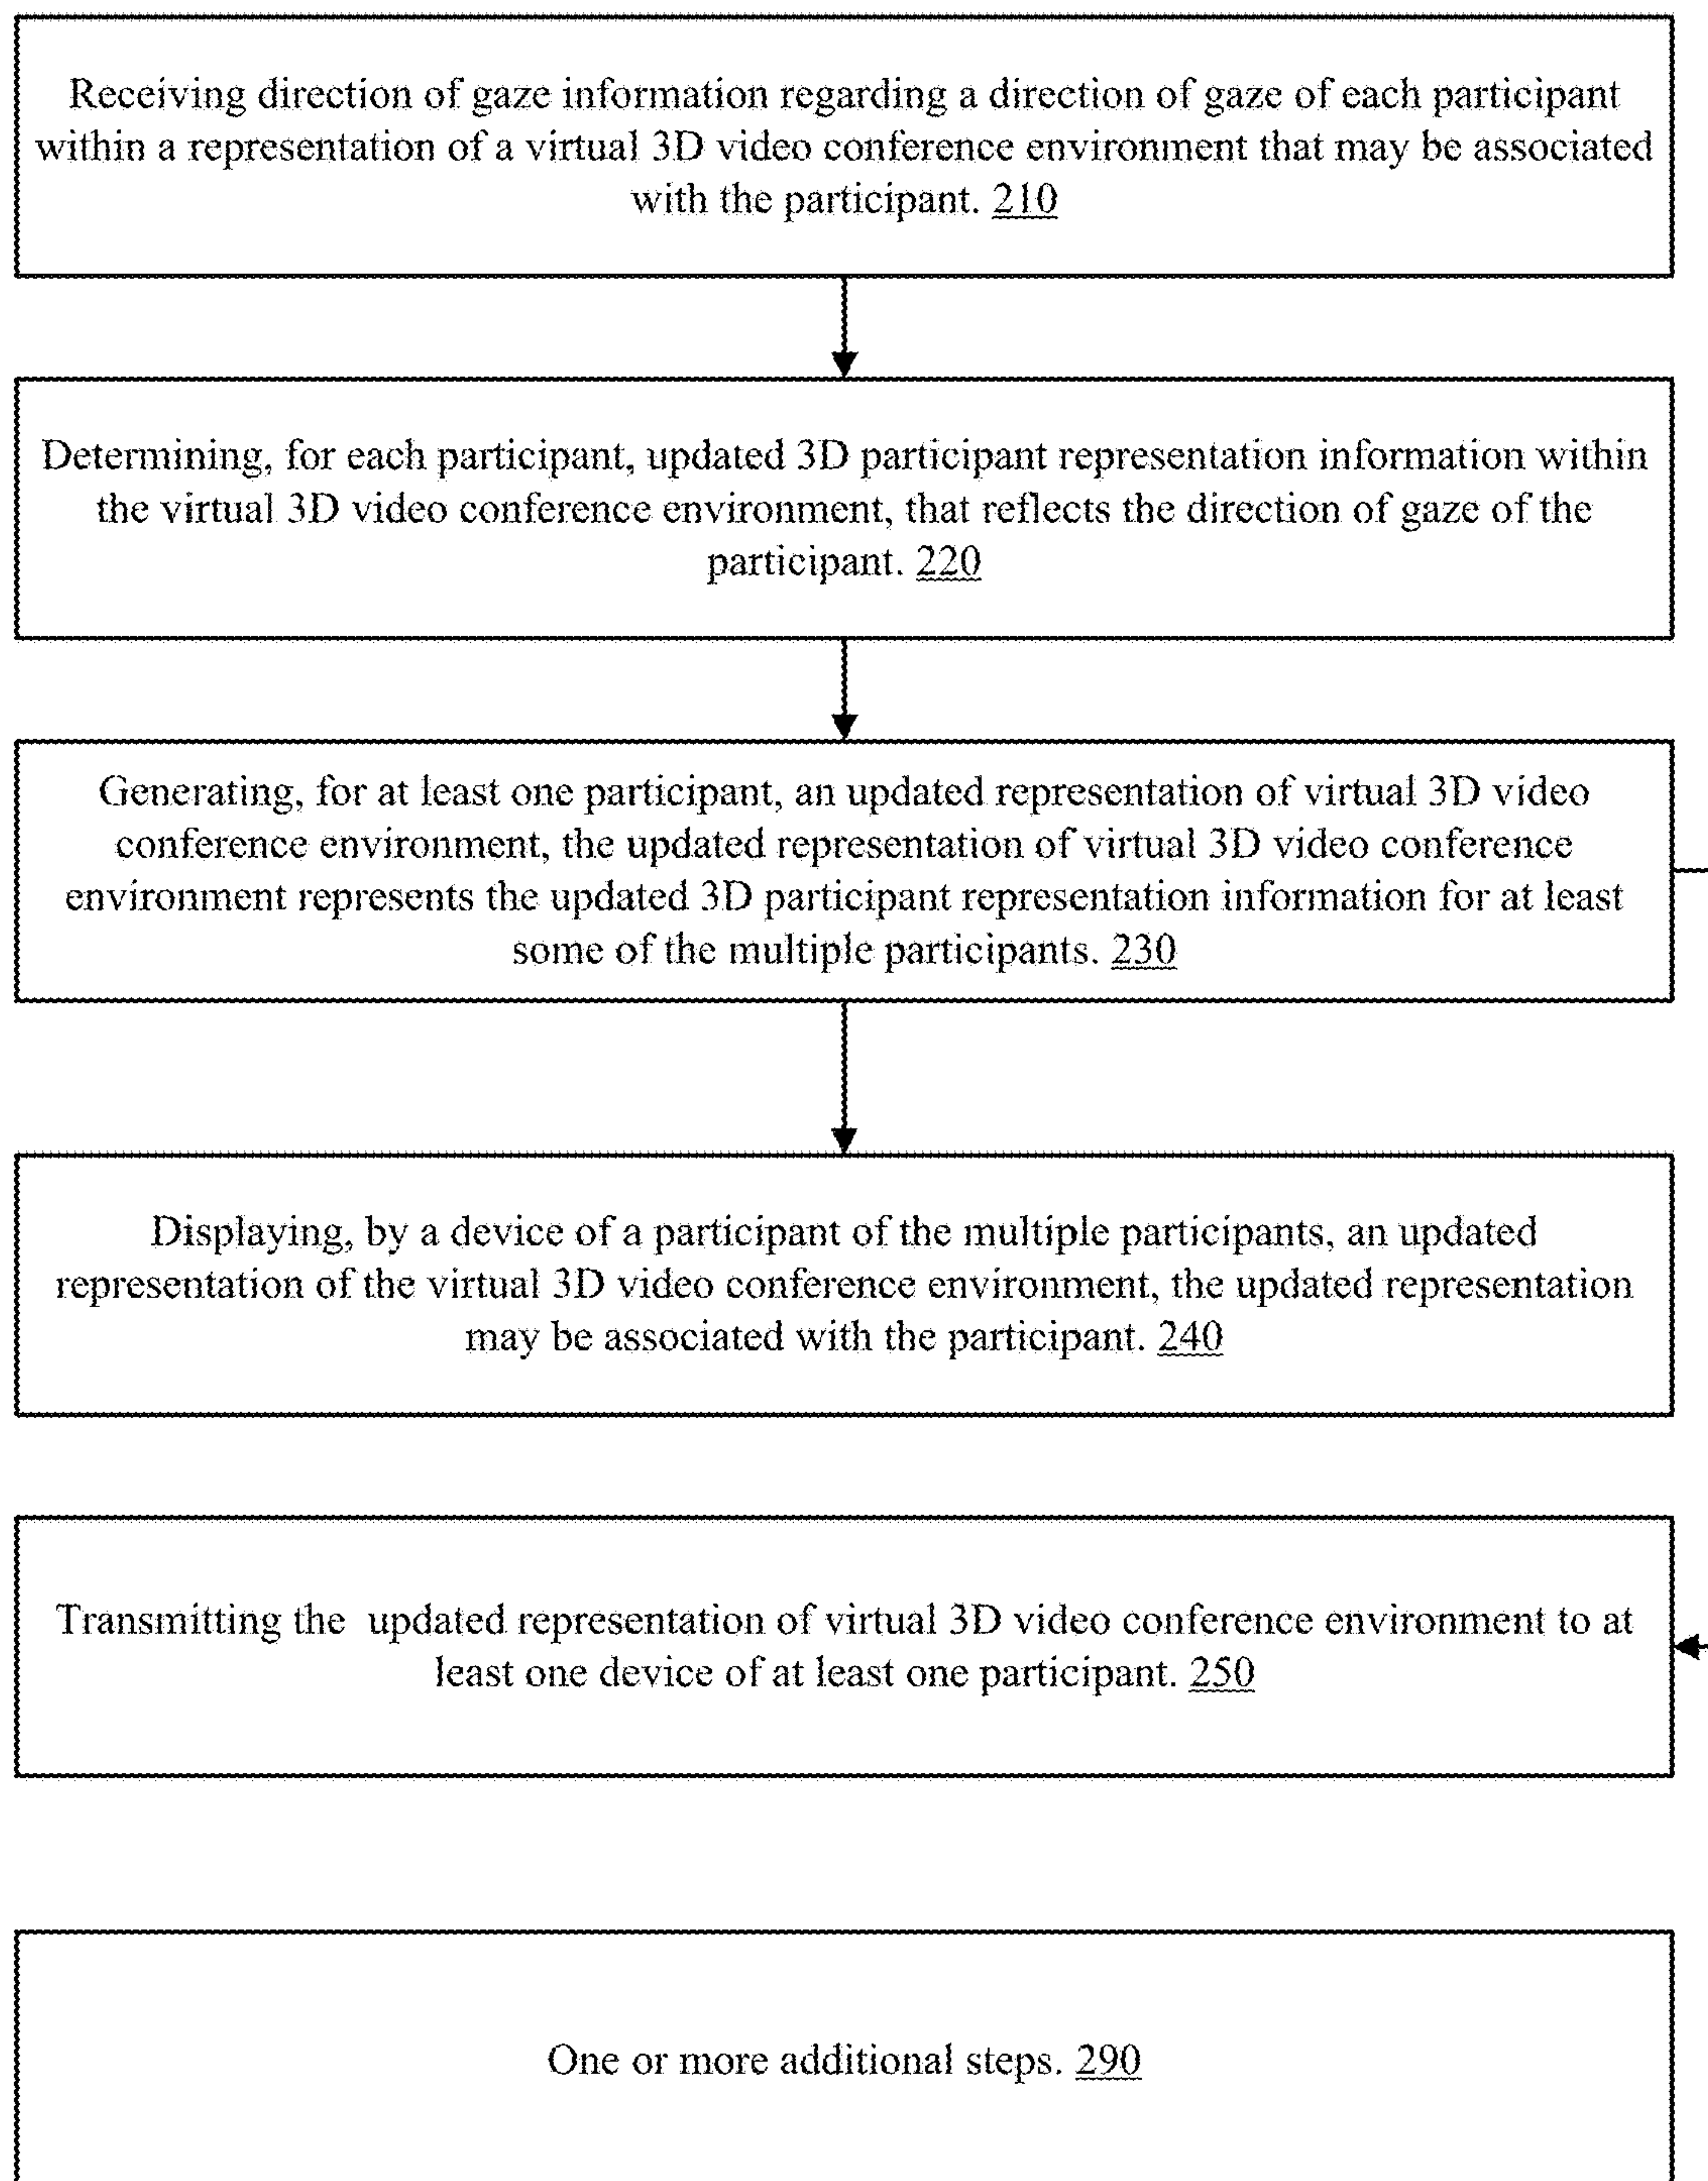 Receiving direction of gaze information regarding a direction of gaze of each participant
within a representation of a virtual 3D video conference environment that may be associated
with the participant. 210
Determining, for each participant, updated 3D participant representation information within
the virtual 3D video conference environment, that reflects the direction of gaze of the
participant. 220
Generating, for at least one participant, an updated representation of virtual 3D video
conference environment, the updated representation of virtual 3D video conference
environment represents the updated 3D participant representation information for at least
some of the multiple participants. 230
Displaying, by a device of a participant of the multiple participants, an updated
representation of the virtual 3D video conference environment, the updated representation
may be associated with the participant. 240
Transmitting the updated representation of virtual 3D video conference environment to at
least one device of at least one participant. 250
One or more additional steps. 290